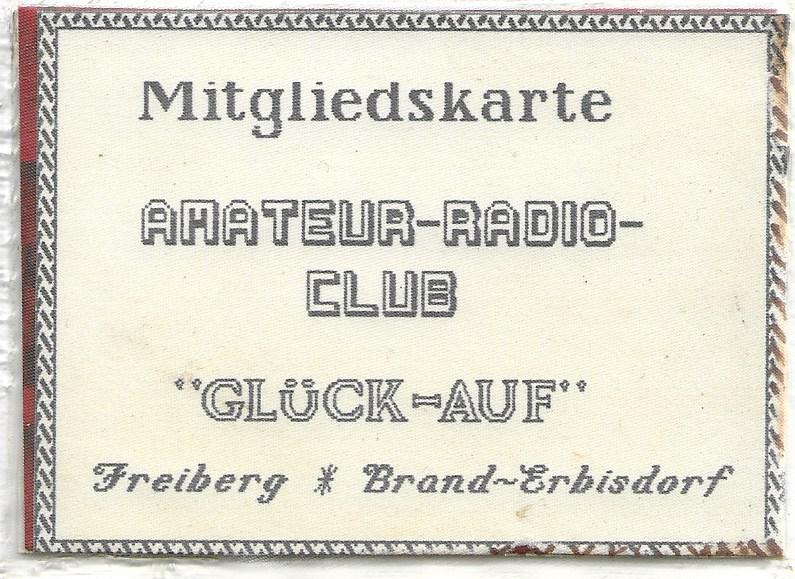 Mitgliedskarte
AMATEUR-RADIO-
CLUB
"GLÜCK-AUF"
Freiberg * Brand~Erbisdorf